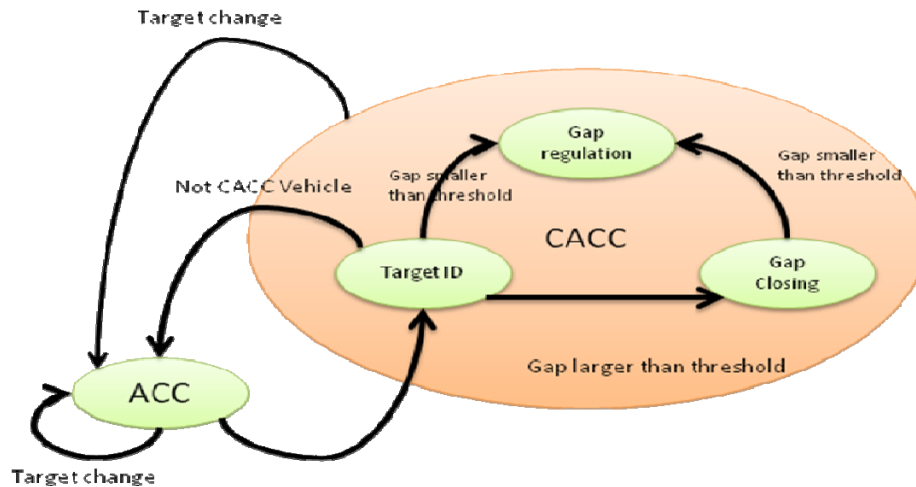 Target change
Gap
regulation
Gap smaller
than threshold
Gap smaller
than threshold
Not CACC Vehicle
CACC
Target ID
Gap
Closing
Gap larger than threshold
ACC
Target change